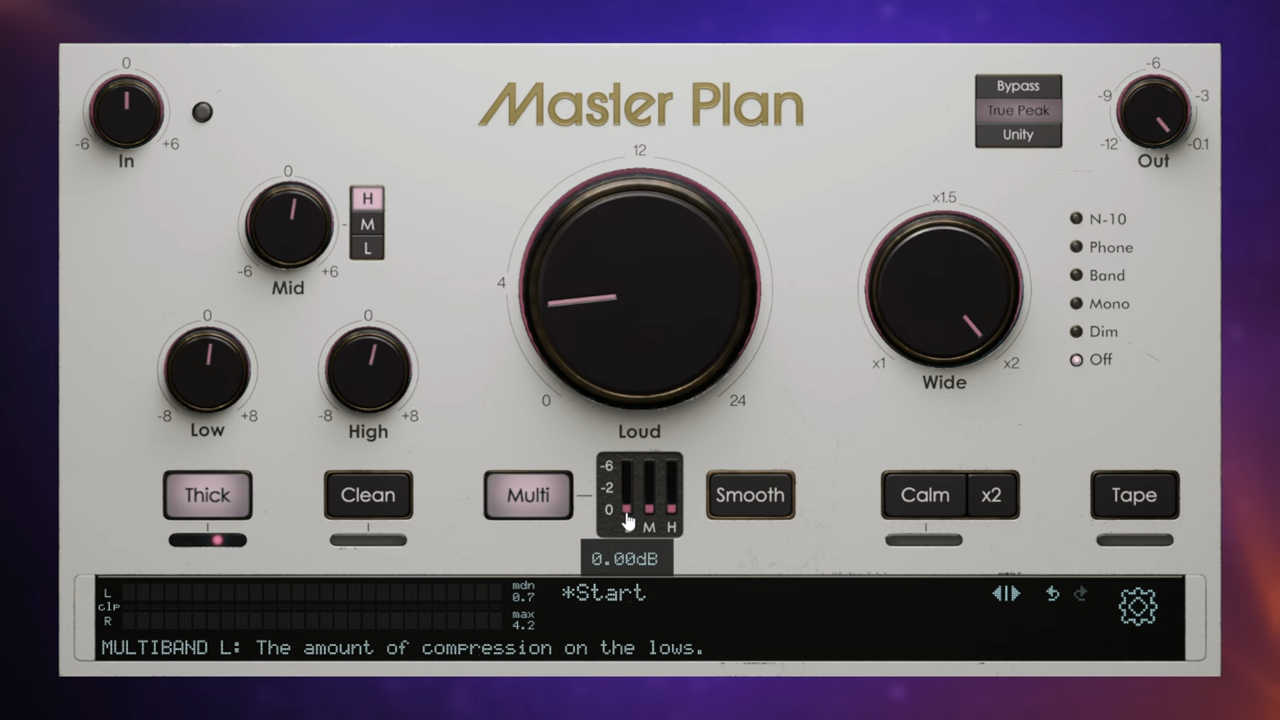 Master Plan
0
-6
+6
In
0
-6
+6
Mid
H
M
L
0
-8
+8
Low
0
-8
+8
High
12
4
0
24
Loud
Bypass
True Peak
Unity
-6
-9
-3
-12
-0.1
Out
x1.5
x1
x2
Wide
N-10
Phone
Band
Mono
Dim
Off
Thick
Clean
Multi
-6
-2
0
M H
Smooth
Calm
x2
Tape
0.00dB
L
clp
R
mdn
0.7
max
4.2
*Start
MULTIBAND L: The amount of compression on the lows.